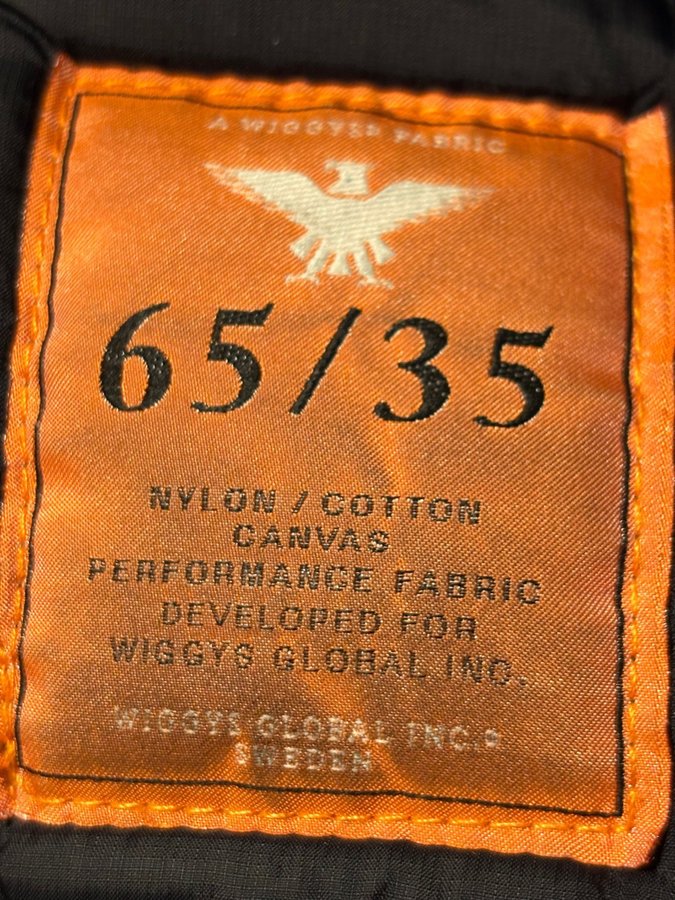 A WIGGYS FABRIC
65/35
NYLON / COTTON
CANVAS
PERFORMANCE FABRIC
DEVELOPED FOR
WIGGYS GLOBAL INC.
WIGGYS GLOBAL INC.®
SWEDEN